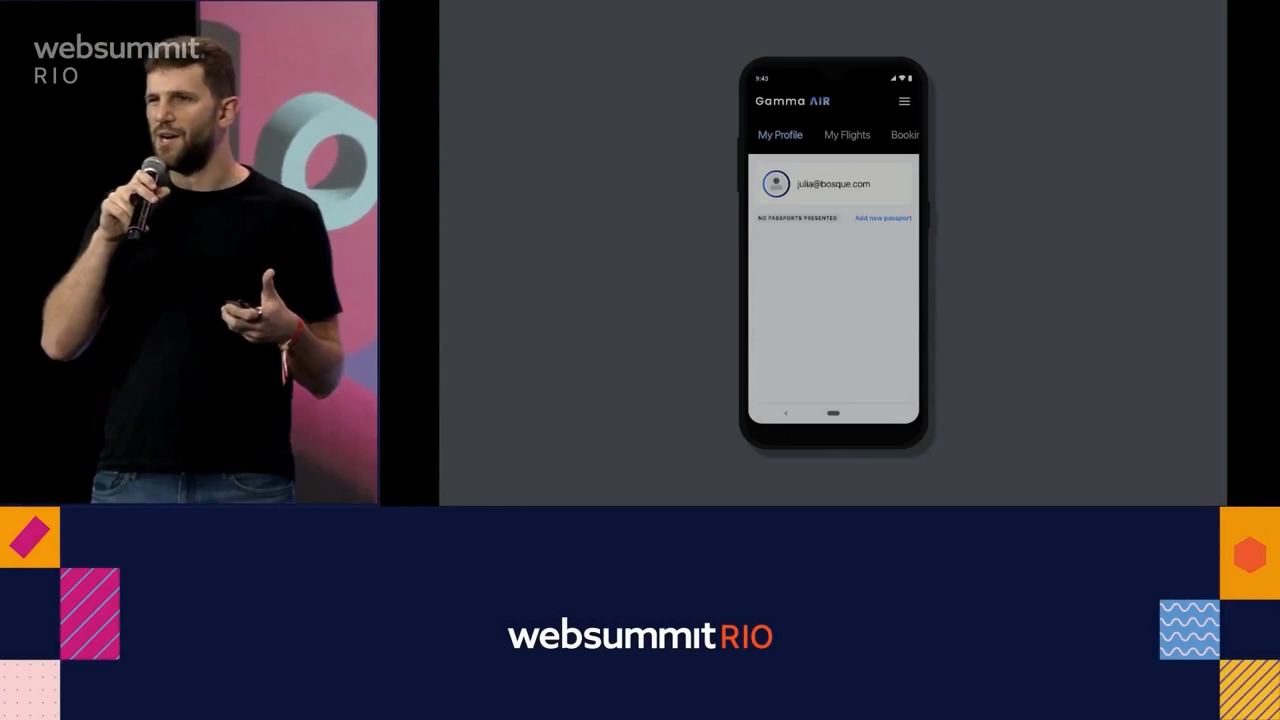 websummit
RIO
9:43
Gamma AIR
My Profile My Flights Bookin
julia@bosque.com
NO PASSPORTS PRESENTED Add new passport
websummit RIO